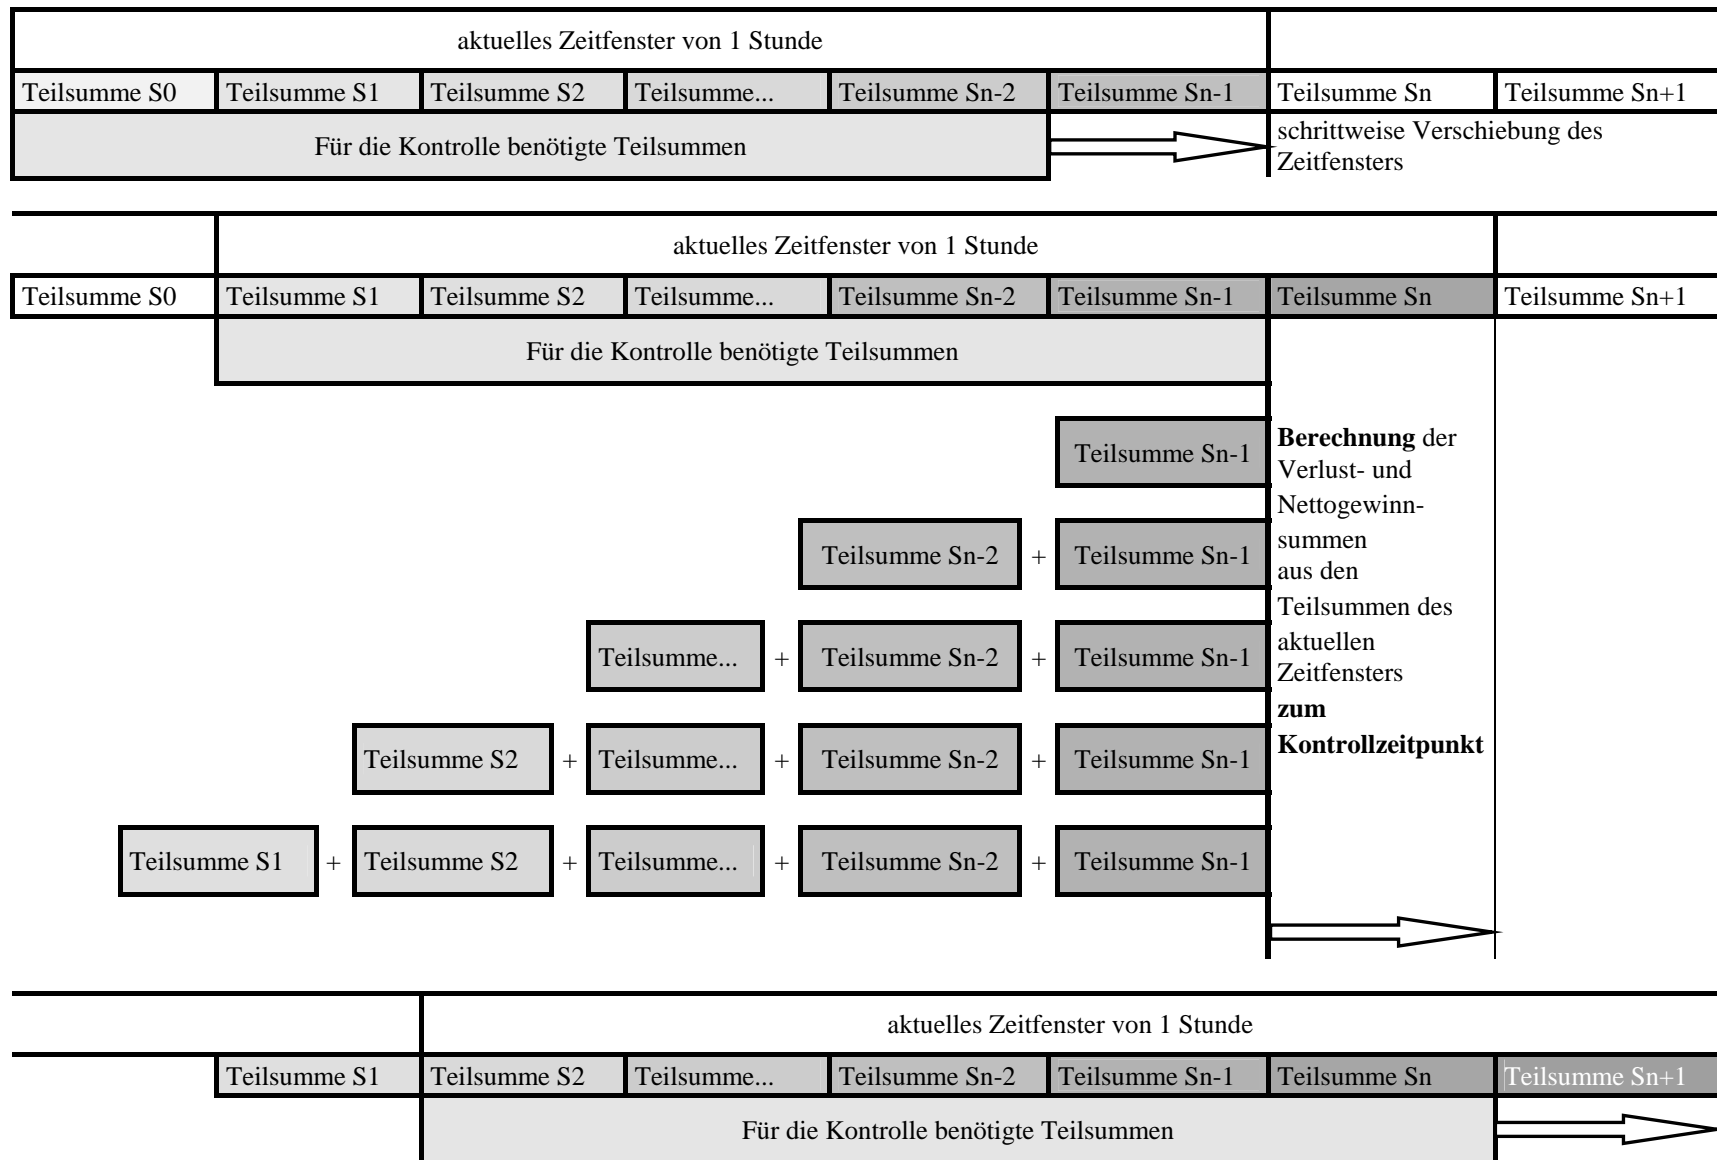 aktuelles Zeitfenster von 1 Stunde
Teilsumme S0 Teilsumme S1 Teilsumme S2 Teilsumme... Teilsumme Sn-2 Teilsumme Sn-1 Teilsumme Sn Teilsumme Sn+1
Für die Kontrolle benötigte Teilsummen
schrittweise Verschiebung des
Zeitfensters
aktuelles Zeitfenster von 1 Stunde
Teilsumme S0 Teilsumme S1 Teilsumme S2 Teilsumme... Teilsumme Sn-2 Teilsumme Sn-1 Teilsumme Sn Teilsumme Sn+1
Für die Kontrolle benötigte Teilsummen
Teilsumme Sn-1
Teilsumme Sn-2 + Teilsumme Sn-1
Teilsumme... + Teilsumme Sn-2 + Teilsumme Sn-1
Teilsumme S2 + Teilsumme... + Teilsumme Sn-2 + Teilsumme Sn-1
Teilsumme S1 + Teilsumme S2 + Teilsumme... + Teilsumme Sn-2 + Teilsumme Sn-1
Berechnung der
Verlust- und
Nettogewinn-
summen
aus den
Teilsummen des
aktuellen
Zeitfensters
zum
Kontrollzeitpunkt
aktuelles Zeitfenster von 1 Stunde
Teilsumme S1 Teilsumme S2 Teilsumme... Teilsumme Sn-2 Teilsumme Sn-1 Teilsumme Sn Teilsumme Sn+1
Für die Kontrolle benötigte Teilsummen